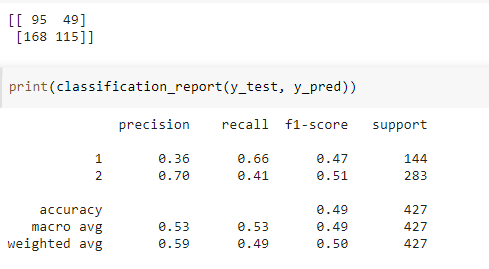 [[ 95  49]
 [168 115]]
print(classification_report(y_test, y_pred))
              precision    recall  f1-score   support
           1       0.36      0.66      0.47       144
           2       0.70      0.41      0.51       283
    accuracy                           0.49       427
   macro avg       0.53      0.53      0.49       427
weighted avg       0.59      0.49      0.50       427